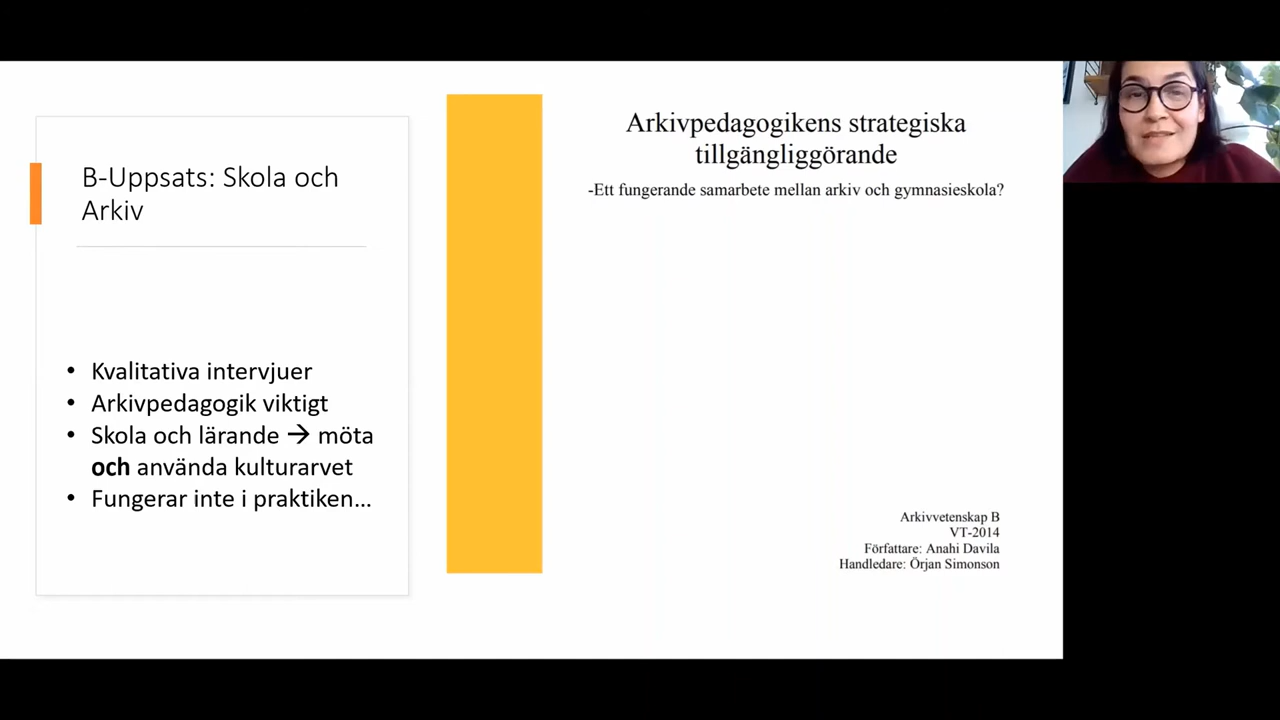 B-Uppsats: Skola och
Arkiv
• Kvalitativa intervjuer
• Arkivpedagogik viktigt
• Skola och lärande → möta
och använda kulturarvet
• Fungerar inte i praktiken...
Arkivpedagogikens strategiska
tillgängliggörande
-Ett fungerande samarbete mellan arkiv och gymnasieskola?
Arkivvetenskap B
VT-2014
Författare: Anahi Davila
Handledare: Örjan Simonson